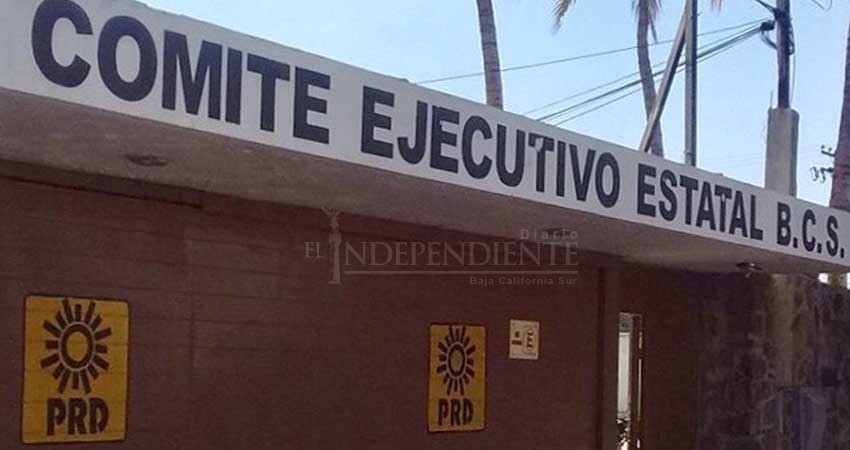 COMITE EJECUTIVO ESTATAL B.C.S.
Diario
EL INDEPENDIENTE
Baja California Sur
PRD
PRD
E